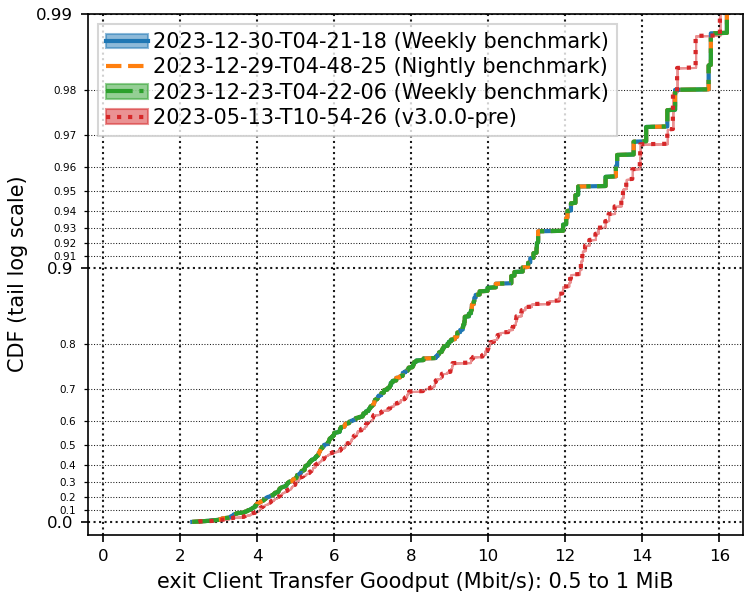 0.99
2023-12-30-T04-21-18 (Weekly benchmark)
2023-12-29-T04-48-25 (Nightly benchmark)
2023-12-23-T04-22-06 (Weekly benchmark)
2023-05-13-T10-54-26 (v3.0.0-pre)
0.98
0.97
0.96
0.95
0.94
0.93
0.92
0.91
0.9
0.8
0.7
0.6
0.5
0.4
0.3
0.2
0.1
0.0
CDF (tail log scale)
0 2 4 6 8 10 12 14 16
exit Client Transfer Goodput (Mbit/s): 0.5 to 1 MiB